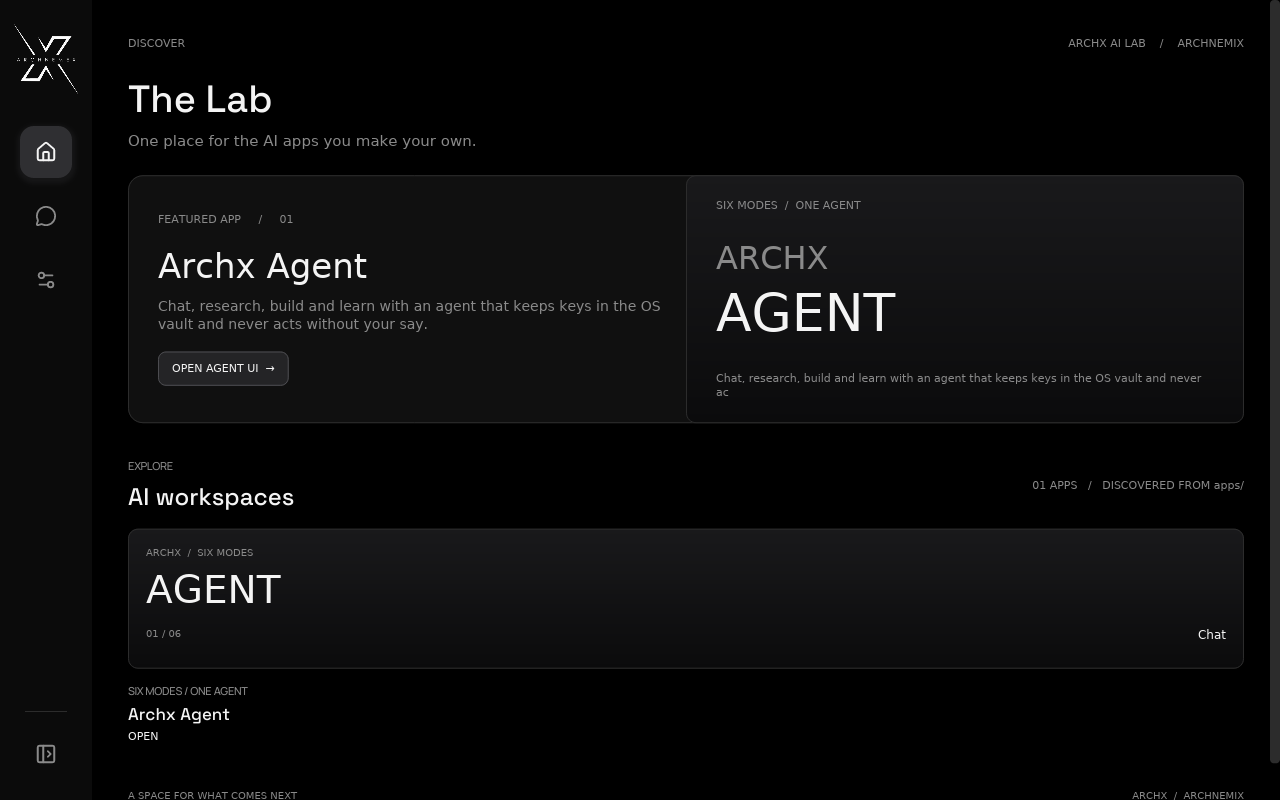 ARCHNEMIX
DISCOVER
ARCHX AI LAB / ARCHNEMIX
The Lab
One place for the AI apps you make your own.
FEATURED APP / 01
Archx Agent
Chat, research, build and learn with an agent that keeps keys in the OS
vault and never acts without your say.
OPEN AGENT UI →
SIX MODES / ONE AGENT
ARCHX
AGENT
Chat, research, build and learn with an agent that keeps keys in the OS vault and never
ac
EXPLORE
AI workspaces
01 APPS / DISCOVERED FROM apps/
ARCHX / SIX MODES
AGENT
01 / 06
Chat
SIX MODES / ONE AGENT
Archx Agent
OPEN
A SPACE FOR WHAT COMES NEXT
ARCHX / ARCHNEMIX